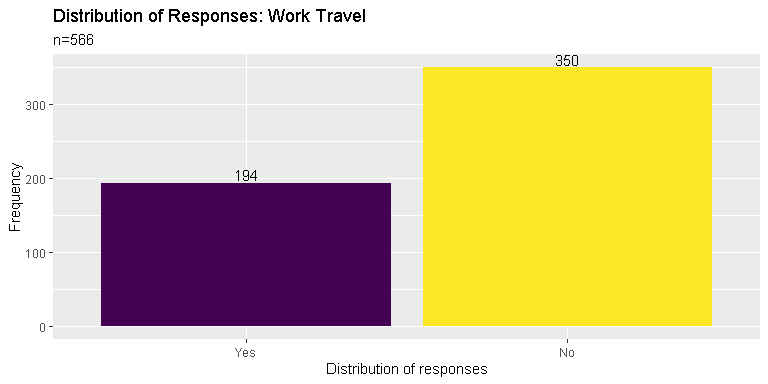 Distribution of Responses: Work Travel
n=566
350
300
194
200
100
0
Frequency
Yes No
Distribution of responses